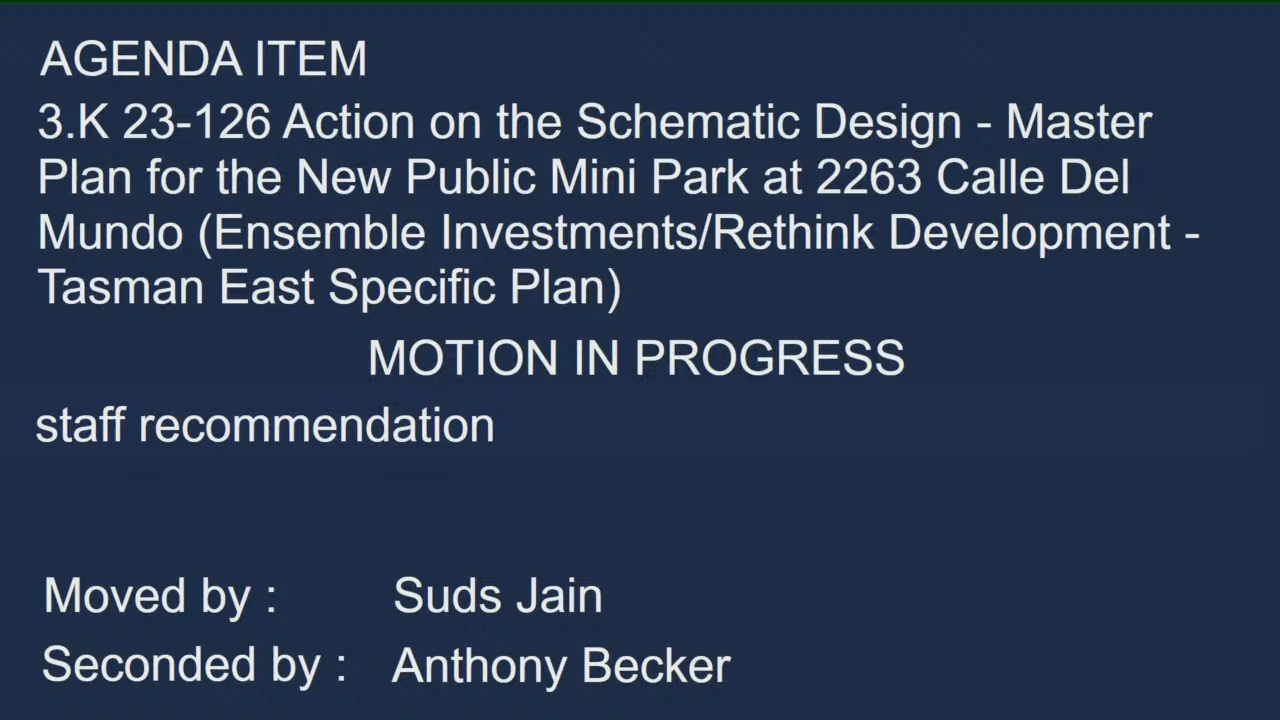 AGENDA ITEM
3.K 23-126 Action on the Schematic Design - Master
Plan for the New Public Mini Park at 2263 Calle Del
Mundo (Ensemble Investments/Rethink Development -
Tasman East Specific Plan)
MOTION IN PROGRESS
staff recommendation
Moved by : Suds Jain
Seconded by : Anthony Becker